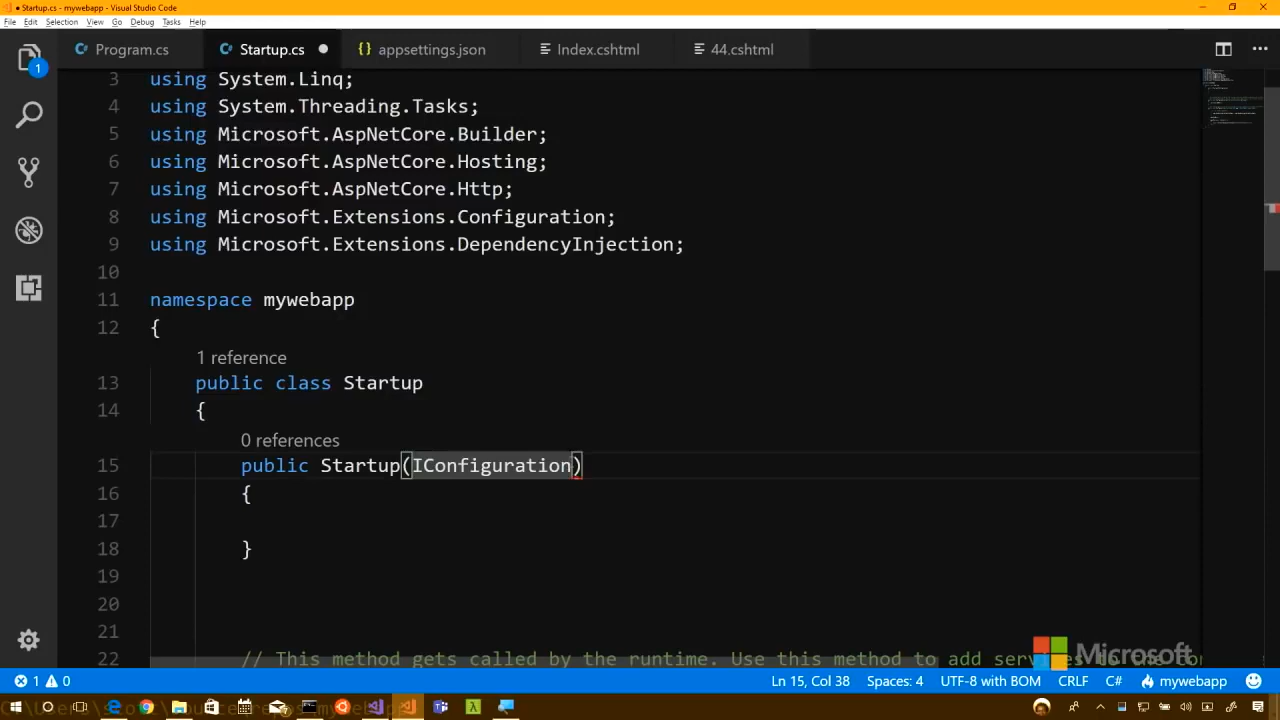 Startup.cs - mywebapp - Visual Studio Code
File Edit Selection View Go Debug Tasks Help
Program.cs Startup.cs appsettings.json Index.cshtml 44.cshtml
1
3 using System.Linq;
4 using System.Threading.Tasks;
5 using Microsoft.AspNetCore.Builder;
6 using Microsoft.AspNetCore.Hosting;
7 using Microsoft.AspNetCore.Http;
8 using Microsoft.Extensions.Configuration;
9 using Microsoft.Extensions.DependencyInjection;
10
11 namespace mywebapp
12 {
1 reference
13 public class Startup
14 {
0 references
15 public Startup(IConfiguration)
16 {
17
18 }
19
20
21
22 // This method gets called by the runtime. Use this method to add services to the
Microsoft
1 0 Ln 15, Col 38 Spaces: 4 UTF-8 with BOM CRLF C# mywebapp